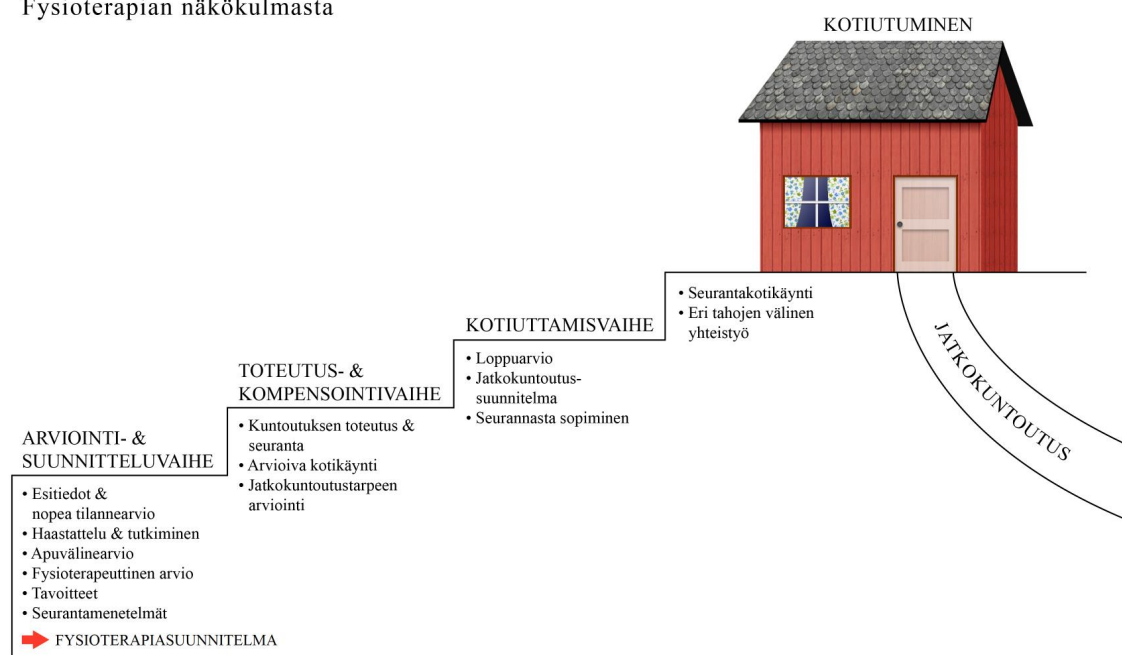 Fysioterapian näkökulmasta
KOTIUTUMINEN
ARVIOINTI- &
SUUNNITTELUVAIHE
• Esitiedot &
nopea tilannearvio
• Haastattelu & tutkiminen
• Apuvälinearvio
• Fysioterapeuttinen arvio
• Tavoitteet
• Seurantamenetelmät
FYSIOTERAPIASUUNNITELMA
TOTEUTUS- &
KOMPENSOINTIVAIHE
• Kuntoutuksen toteutus &
seuranta
• Arvioiva kotikäynti
• Jatkokuntoutustarpeen
arviointi
KOTIUTTAMISVAIHE
• Loppuarvio
• Jatkokuntoutus-
suunnitelma
• Seurannasta sopiminen
• Seurantakotikäynti
• Eri tahojen välinen
yhteistyö
JATKOKUNTOUTUS